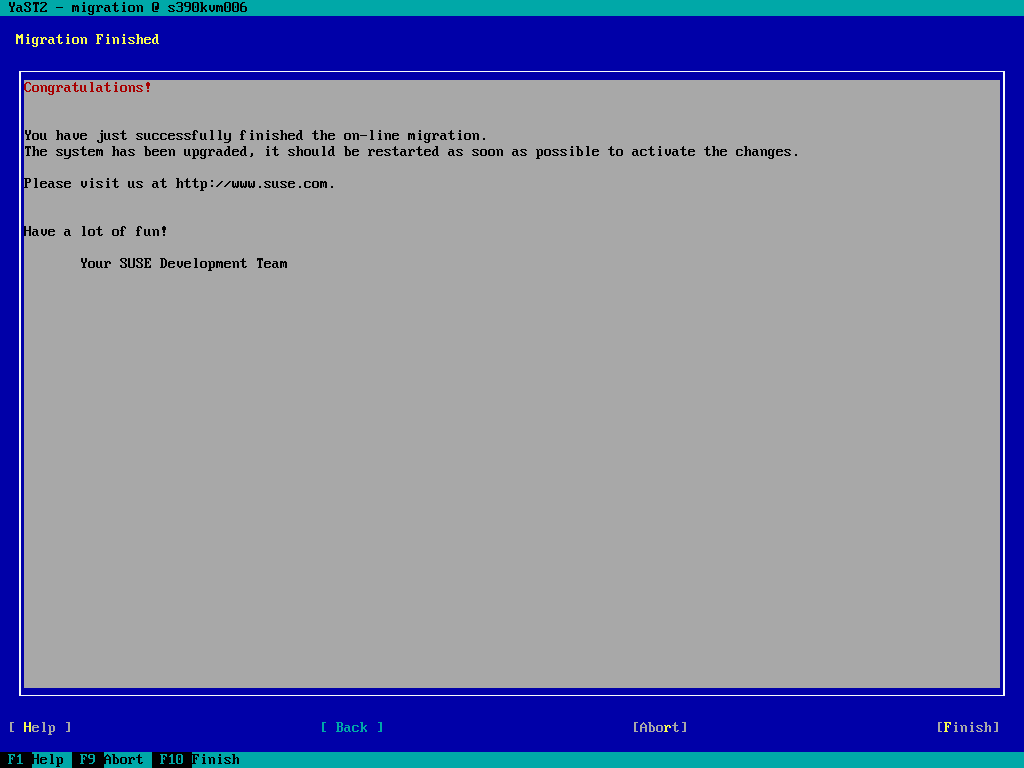 YaST2 - migration @ s390kvm006
Migration Finished
Congratulations!
You have just successfully finished the on-line migration.
The system has been upgraded, it should be restarted as soon as possible to activate the changes.
Please visit us at http://www.suse.com.
Have a lot of fun!
Your SUSE Development Team
[ Help ] [ Back ] [Abort] [Finish]
F1 Help F9 Abort F10 Finish